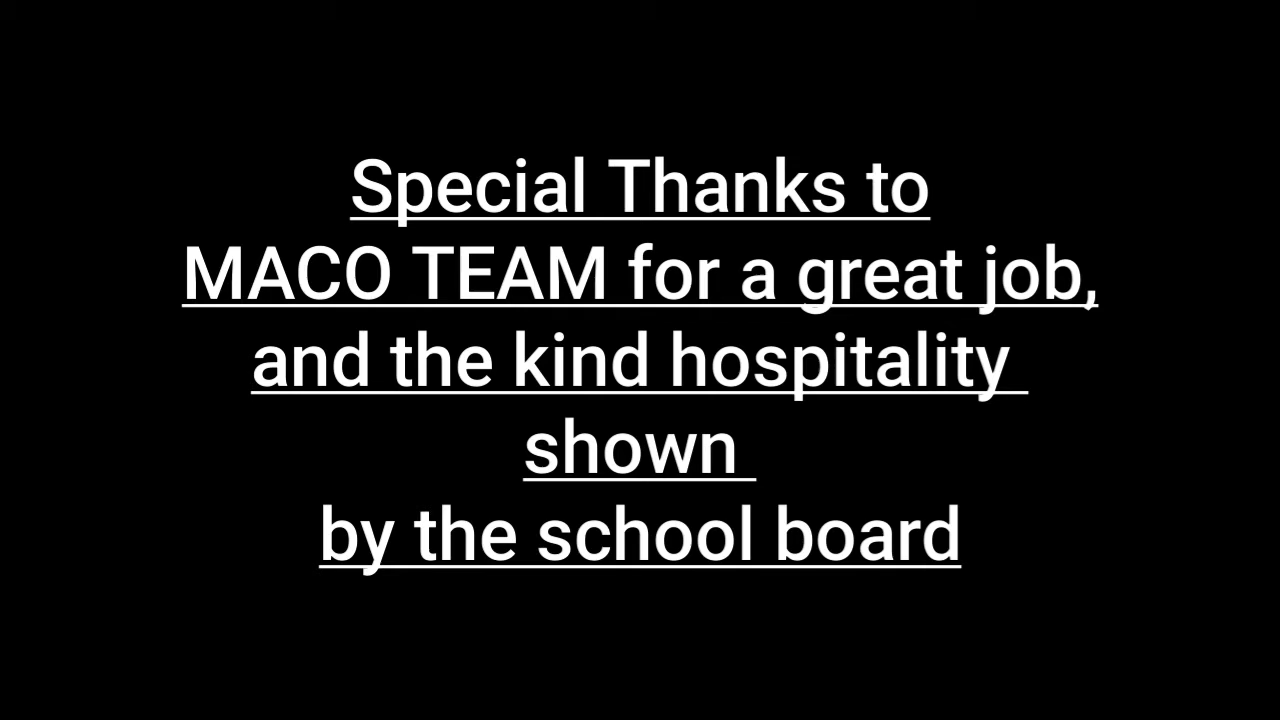 Special Thanks to
MACO TEAM for a great job,
and the kind hospitality
shown
by the school board